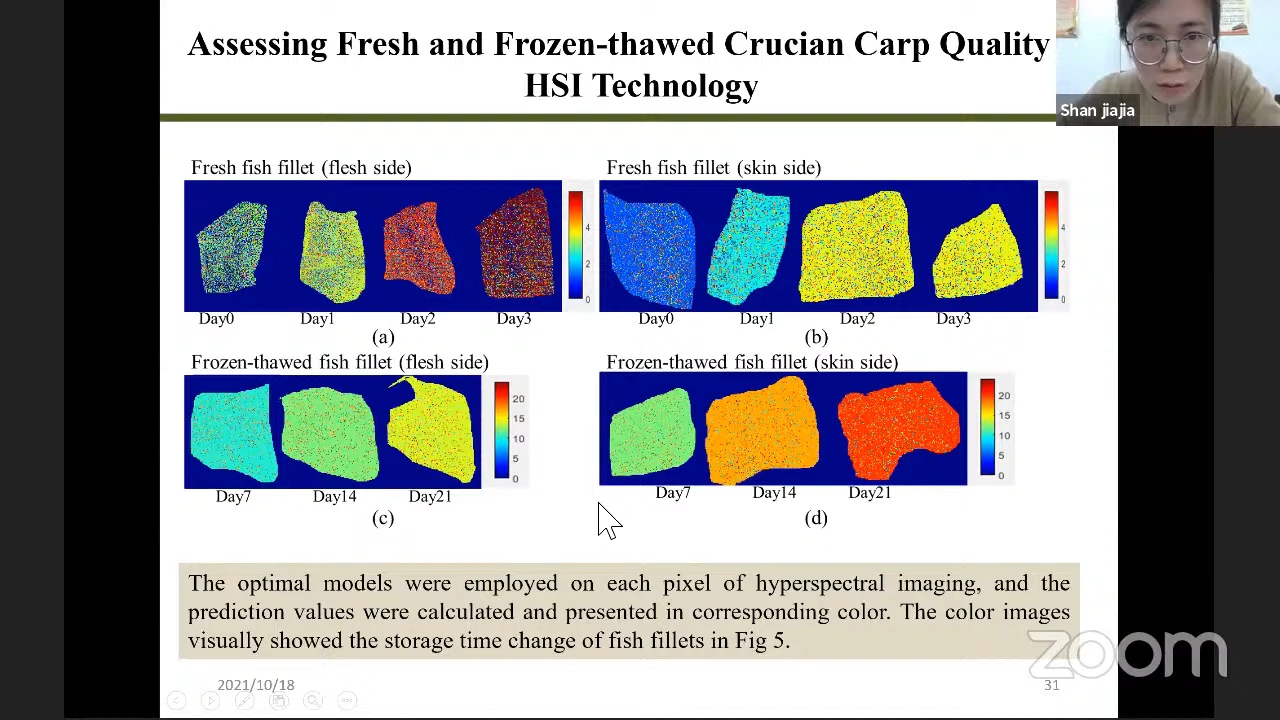 Assessing Fresh and Frozen-thawed Crucian Carp Quality
HSI Technology
Shan jiajia
Fresh fish fillet (flesh side)
Fresh fish fillet (skin side)
4
2
0
4
2
0
Day0 Day1 Day2 Day3
Day0 Day1 Day2 Day3
(a)
(b)
Frozen-thawed fish fillet (flesh side)
Frozen-thawed fish fillet (skin side)
20
15
10
5
0
20
15
10
5
0
Day7 Day14 Day21
Day7 Day14 Day21
(c)
(d)
The optimal models were employed on each pixel of hyperspectral imaging, and the
prediction values were calculated and presented in corresponding color. The color images
visually showed the storage time change of fish fillets in Fig 5.
zoom
2021/10/18
31